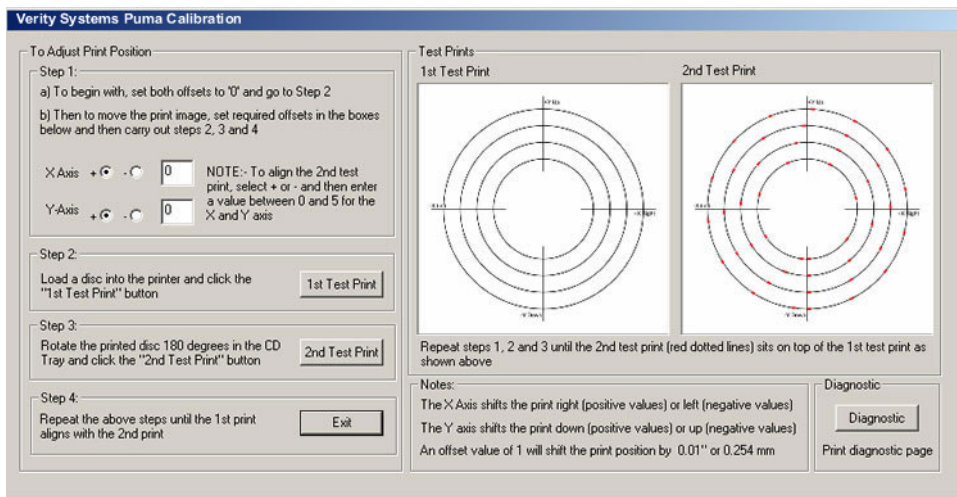 Verity Systems Puma Calibration
To Adjust Print Position
Step 1:
a) To begin with, set both offsets to '0' and go to Step 2
b) Then to move the print image, set required offsets in the boxes
below and then carry out steps 2, 3 and 4
X Axis + - 0
Y-Axis + - 0
NOTE:- To align the 2nd test
print, select + or - and then enter
a value between 0 and 5 for the
X and Y axis
Step 2:
Load a disc into the printer and click the
"1st Test Print" button
1st Test Print
Step 3:
Rotate the printed disc 180 degrees in the CD
Tray and click the "2nd Test Print" button
2nd Test Print
Step 4:
Repeat the above steps until the 1st print
aligns with the 2nd print
Exit
Test Prints
1st Test Print
2nd Test Print
Repeat steps 1, 2 and 3 until the 2nd test print (red dotted lines) sits on top of the 1st test print as
shown above
Notes:
The X Axis shifts the print right (positive values) or left (negative values)
The Y axis shifts the print down (positive values) or up (negative values)
An offset value of 1 will shift the print position by 0.01" or 0.254 mm
Diagnostic
Diagnostic
Print diagnostic page